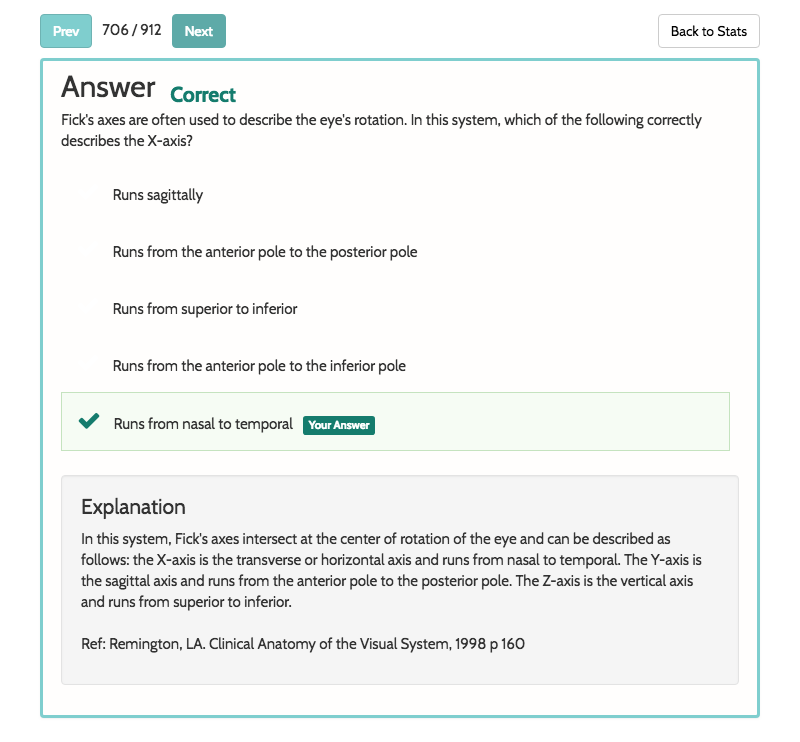 Prev 706 / 912 Next Back to Stats
Answer Correct
Fick's axes are often used to describe the eye's rotation. In this system, which of the following correctly
describes the X-axis?
Runs sagittally
Runs from the anterior pole to the posterior pole
Runs from superior to inferior
Runs from the anterior pole to the inferior pole
Runs from nasal to temporal Your Answer
Explanation
In this system, Fick's axes intersect at the center of rotation of the eye and can be described as
follows: the X-axis is the transverse or horizontal axis and runs from nasal to temporal. The Y-axis is
the sagittal axis and runs from the anterior pole to the posterior pole. The Z-axis is the vertical axis
and runs from superior to inferior.
Ref: Remington, LA. Clinical Anatomy of the Visual System, 1998 p 160